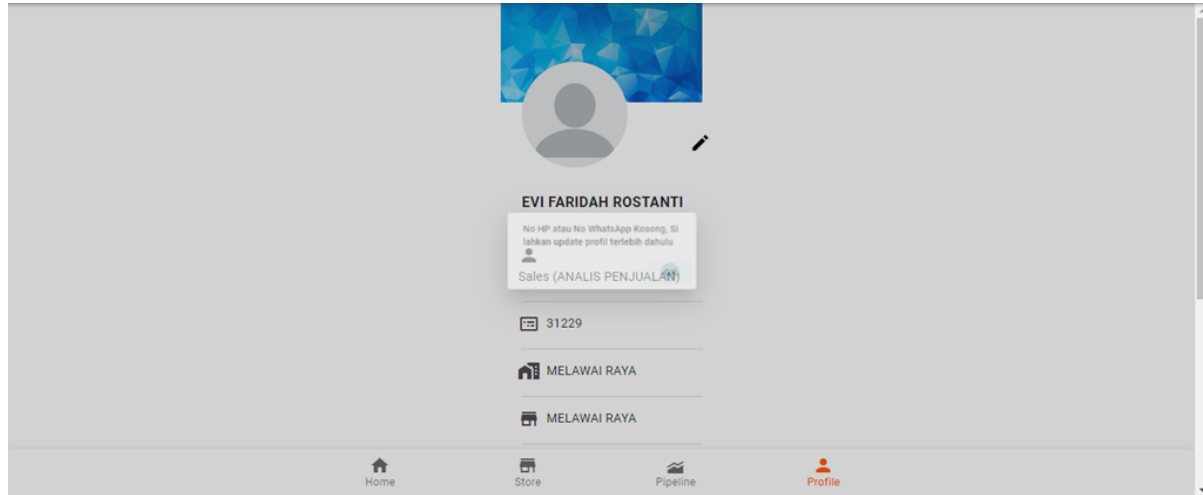 EVI FARIDAH ROSTANTI
No HP atau No WhatsApp Kosong, Si
lahkan update profil terlebih dahulu
Sales (ANALIS PENJUALAN)
31229
MELAWAI RAYA
MELAWAI RAYA
Home
Store
Pipeline
Profile